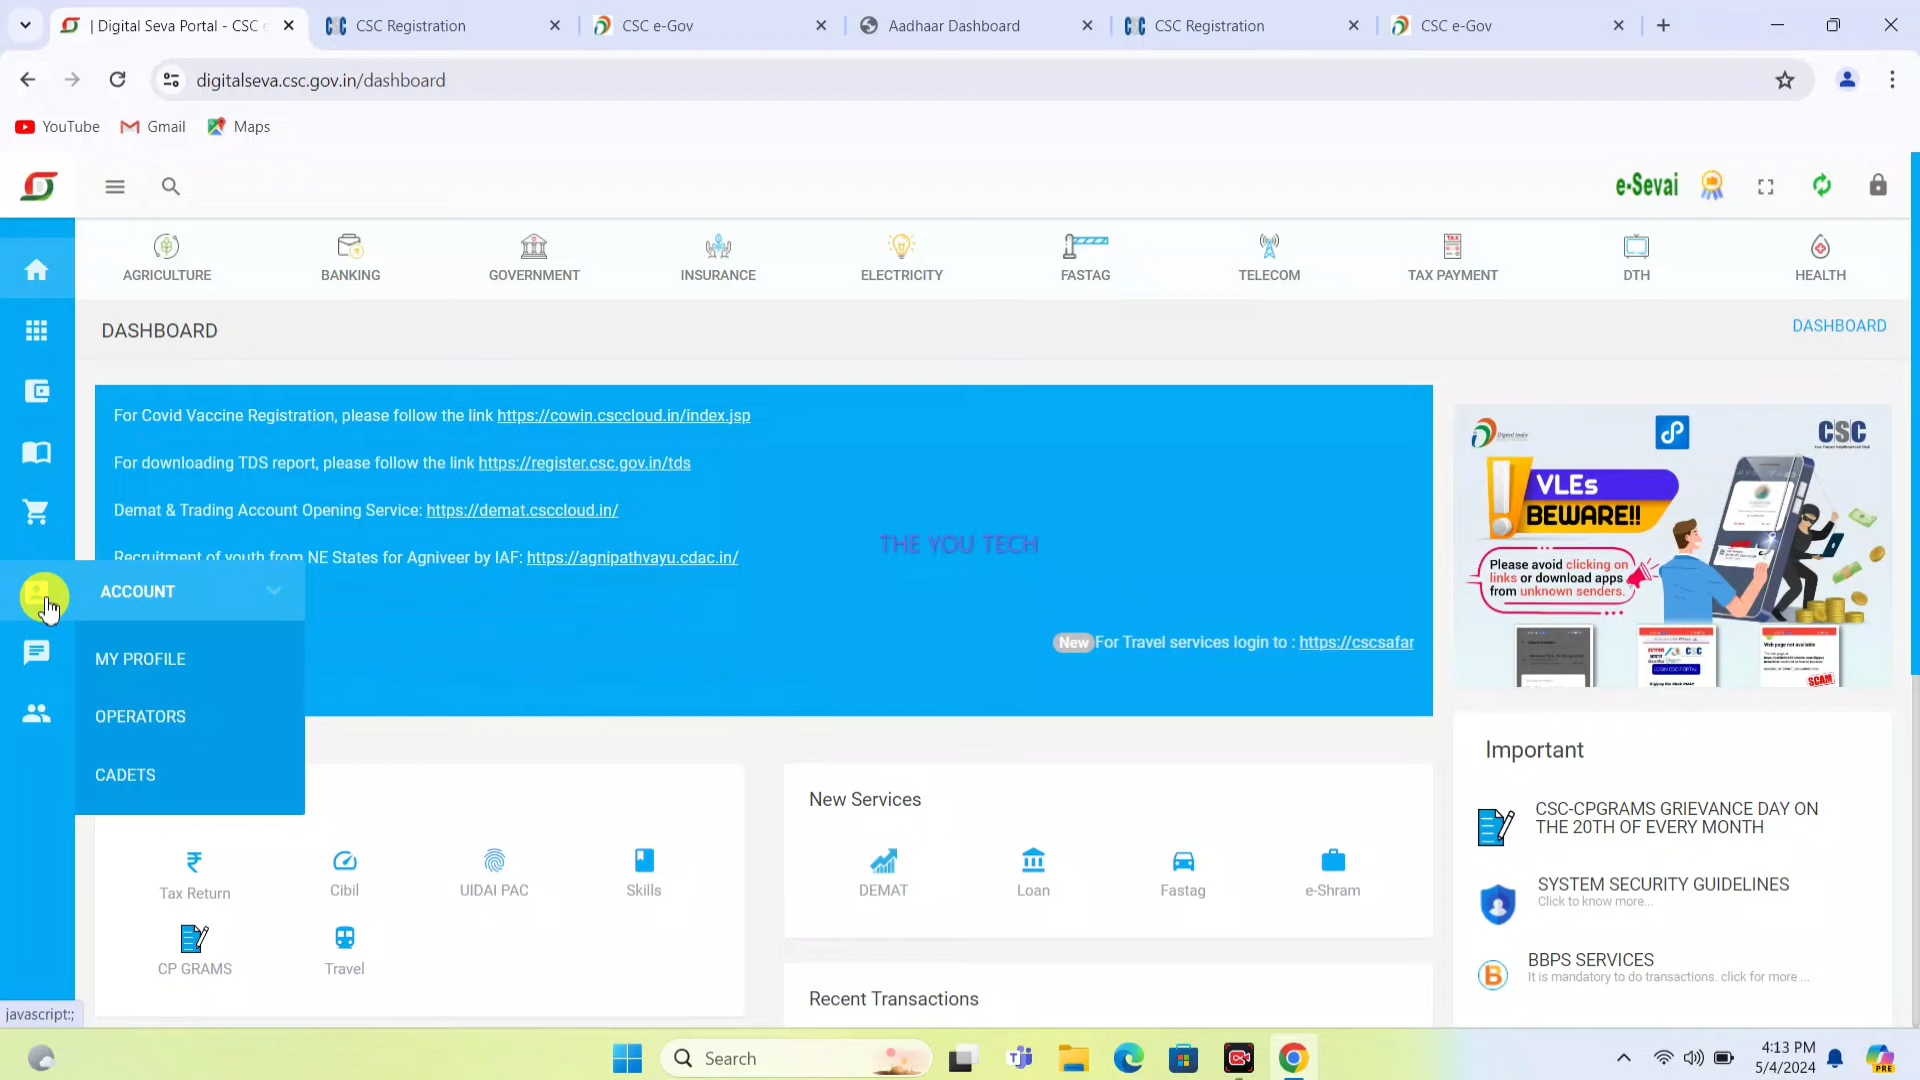 | Digital Seva Portal - CSC e
CSC Registration
CSC e-Gov
Aadhaar Dashboard
CSC Registration
CSC e-Gov
digitalseva.csc.gov.in/dashboard
YouTube
Gmail
Maps
e-Sevai
AGRICULTURE
BANKING
GOVERNMENT
INSURANCE
ELECTRICITY
FASTAG
TELECOM
TAX PAYMENT
DTH
HEALTH
DASHBOARD
DASHBOARD
For Covid Vaccine Registration, please follow the link https://cowin.csccloud.in/index.jsp
For downloading TDS report, please follow the link https://register.csc.gov.in/tds
Demat & Trading Account Opening Service: https://demat.csccloud.in/
Recruitment of youth from NE States for Agniveer by IAF: https://agnipathvayu.cdac.in/
THE YOU TECH
New For Travel services login to : https://cscsafar
ACCOUNT
MY PROFILE
OPERATORS
CADETS
Digital India
CSC
VLEs
BEWARE!!
Please avoid clicking on
links or download apps
from unknown senders.
SCAM
Tax Return
Cibil
UIDAI PAC
Skills
CP GRAMS
Travel
New Services
DEMAT
Loan
Fastag
e-Shram
Recent Transactions
Important
CSC-CPGRAMS GRIEVANCE DAY ON
THE 20TH OF EVERY MONTH
SYSTEM SECURITY GUIDELINES
Click to know more...
BBPS SERVICES
It is mandatory to do transactions. click for more ...
javascript:;
Search
4:13 PM
5/4/2024
PRE